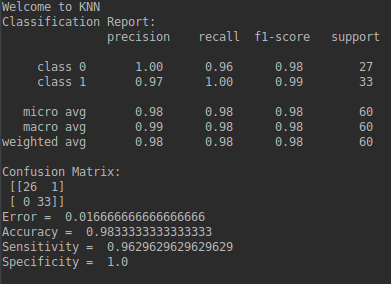 Welcome to KNN
Classification Report:
precision recall f1-score support
class 0 1.00 0.96 0.98 27
class 1 0.97 1.00 0.99 33
micro avg 0.98 0.98 0.98 60
macro avg 0.99 0.98 0.98 60
weighted avg 0.98 0.98 0.98 60
Confusion Matrix:
[[26 1]
[ 0 33]]
Error = 0.016666666666666666
Accuracy = 0.9833333333333333
Sensitivity = 0.9629629629629629
Specificity = 1.0